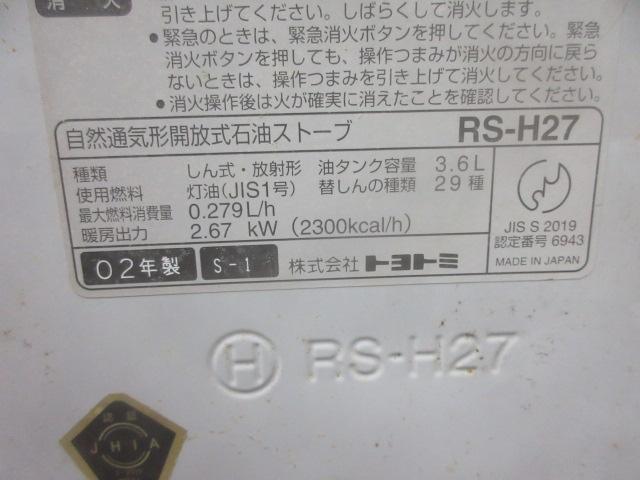 消火
引き上げてください。しばらくして消火します。
●緊急のときは、緊急消火ボタンを押してください。緊急
消火ボタンを押しても、操作つまみが消火の方向に戻ら
ないときは、操作つまみを引き上げて消火してください。
●消火操作後は火が確実に消えたことを確認してください。
自然通気形開放式石油ストーブ RS-H27
種類 しん式・放射形 油タンク容量 3.6L
使用燃料 灯油(JIS1号) 替しんの種類 29種
最大燃料消費量 0.279L/h
暖房出力 2.67 kW (2300kcal/h)
JIS S 2019
認定番号 6943
MADE IN JAPAN
02年製 S-1 株式会社 トヨトミ
H RS-H27
認証
JHIA